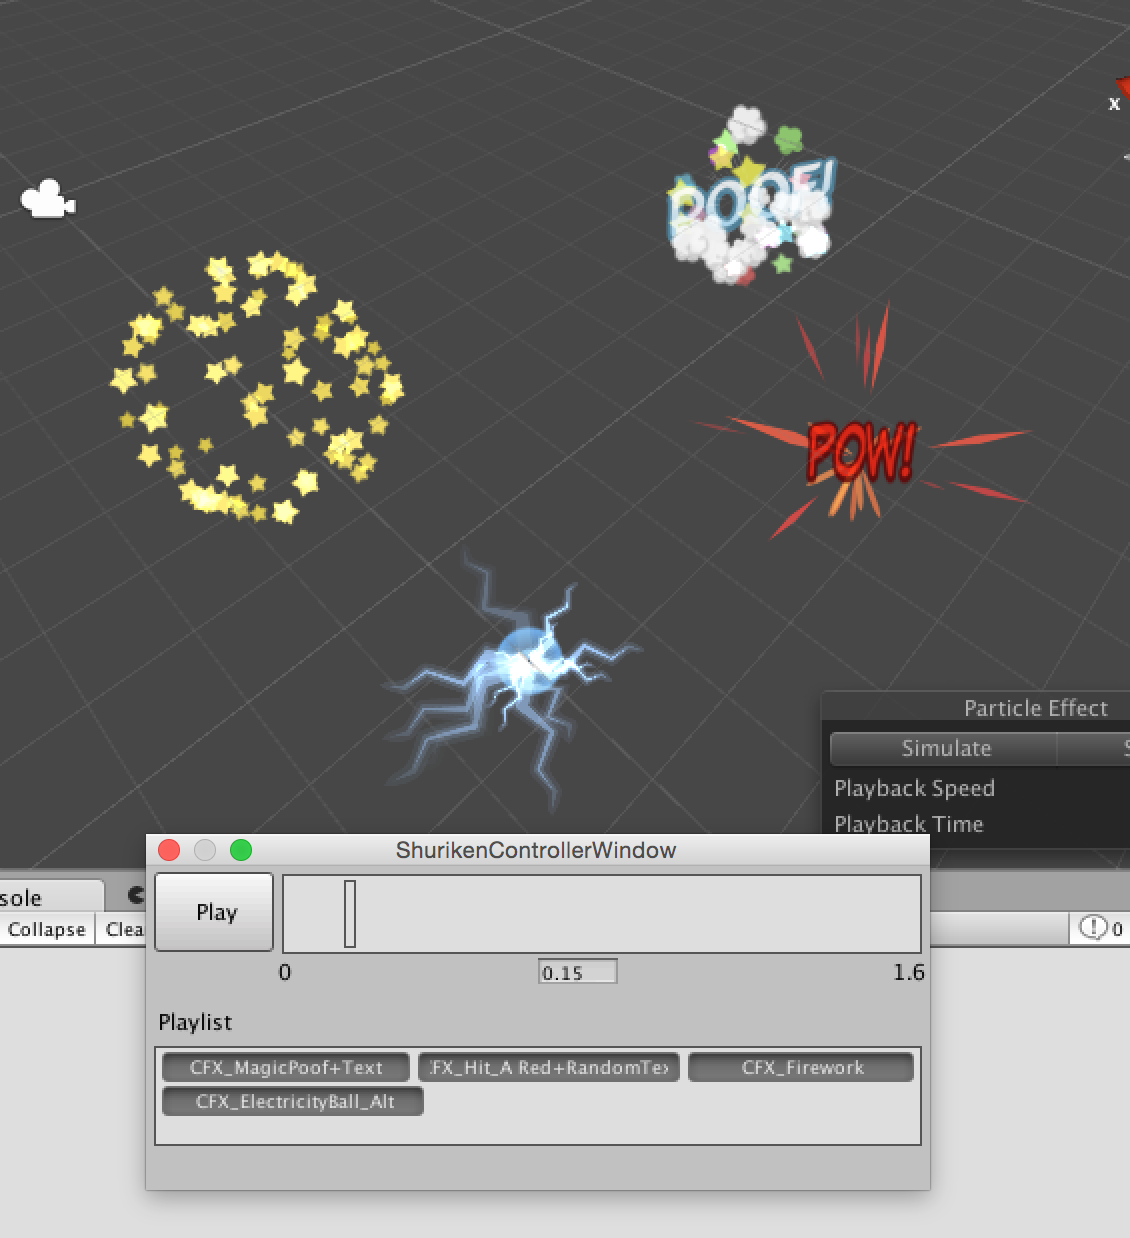 x
POOF!
POW!
Particle Effect
Simulate
Playback Speed
Playback Time
ShurikenControllerWindow
sole
Collapse
Clea
0
Play
0
0.15
1.6
Playlist
CFX_MagicPoof+Text
FX_Hit_A Red+RandomTex
CFX_Firework
CFX_ElectricityBall_Alt